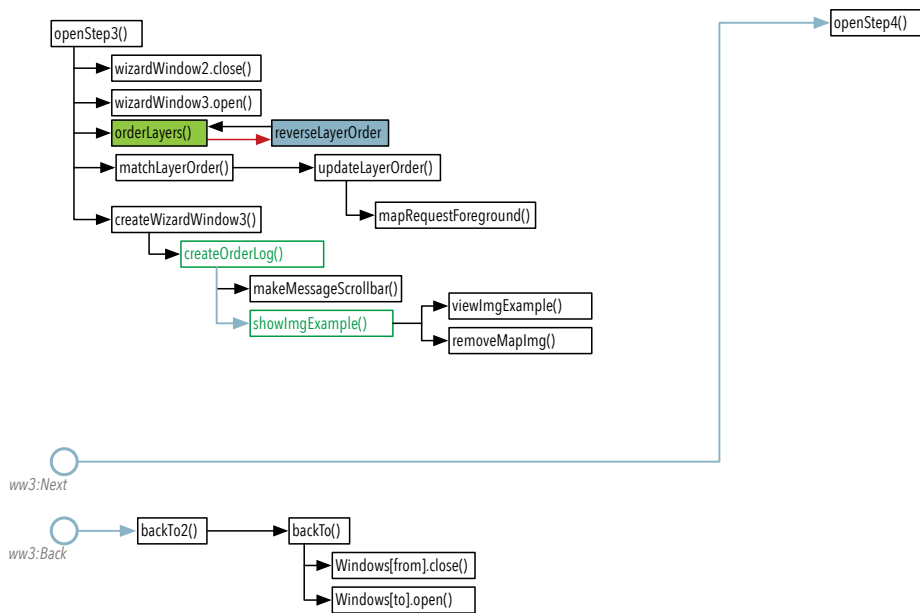 openStep3()
openStep4()
wizardWindow2.close()
wizardWindow3.open()
orderLayers()
reverseLayerOrder
matchLayerOrder()
updateLayerOrder()
mapRequestForeground()
createWizardWindow3()
createOrderLog()
makeMessageScrollbar()
showImgExample()
viewImgExample()
removeMapImg()
ww3:Next
backTo2()
backTo()
ww3:Back
Windows[from].close()
Windows[to].open()